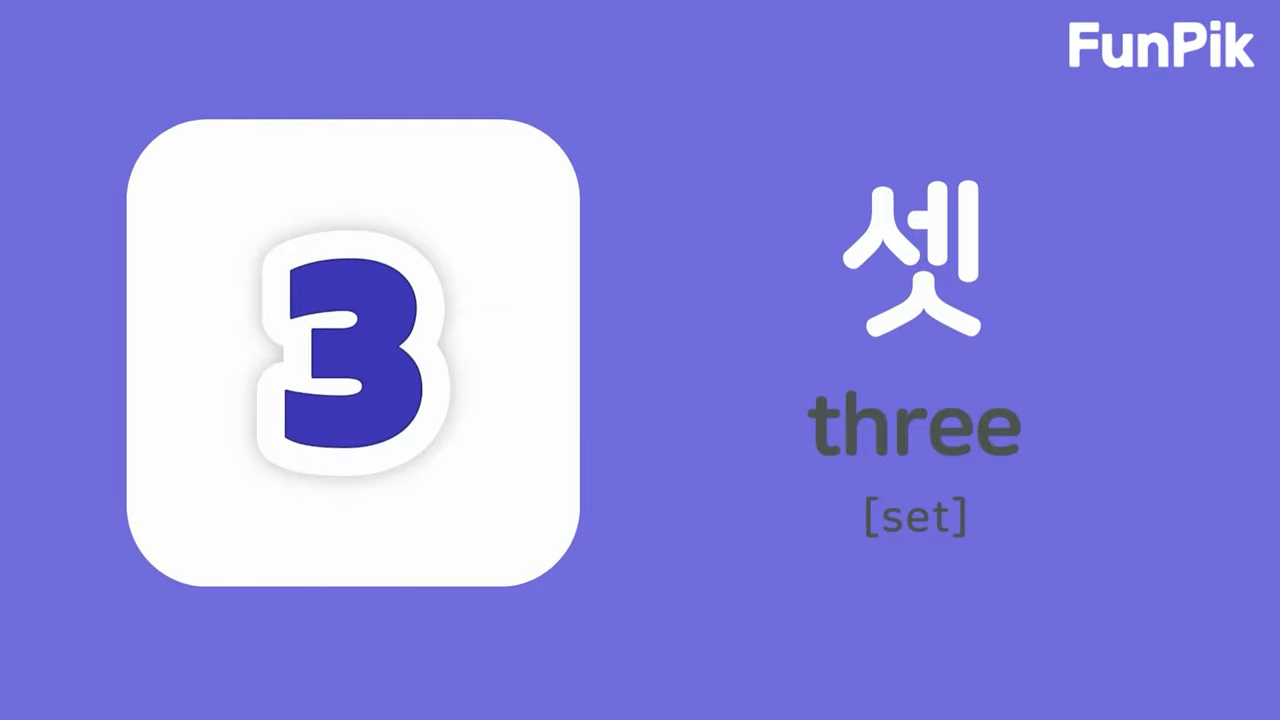 FunPik
3
셋
three
[set]